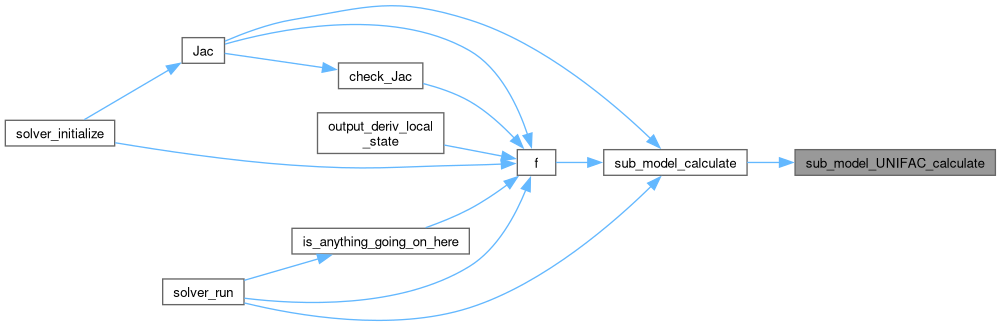 Jac
check_Jac
solver_initialize
output_deriv_local
_state
f
sub_model_calculate
sub_model_UNIFAC_calculate
is_anything_going_on_here
solver_run